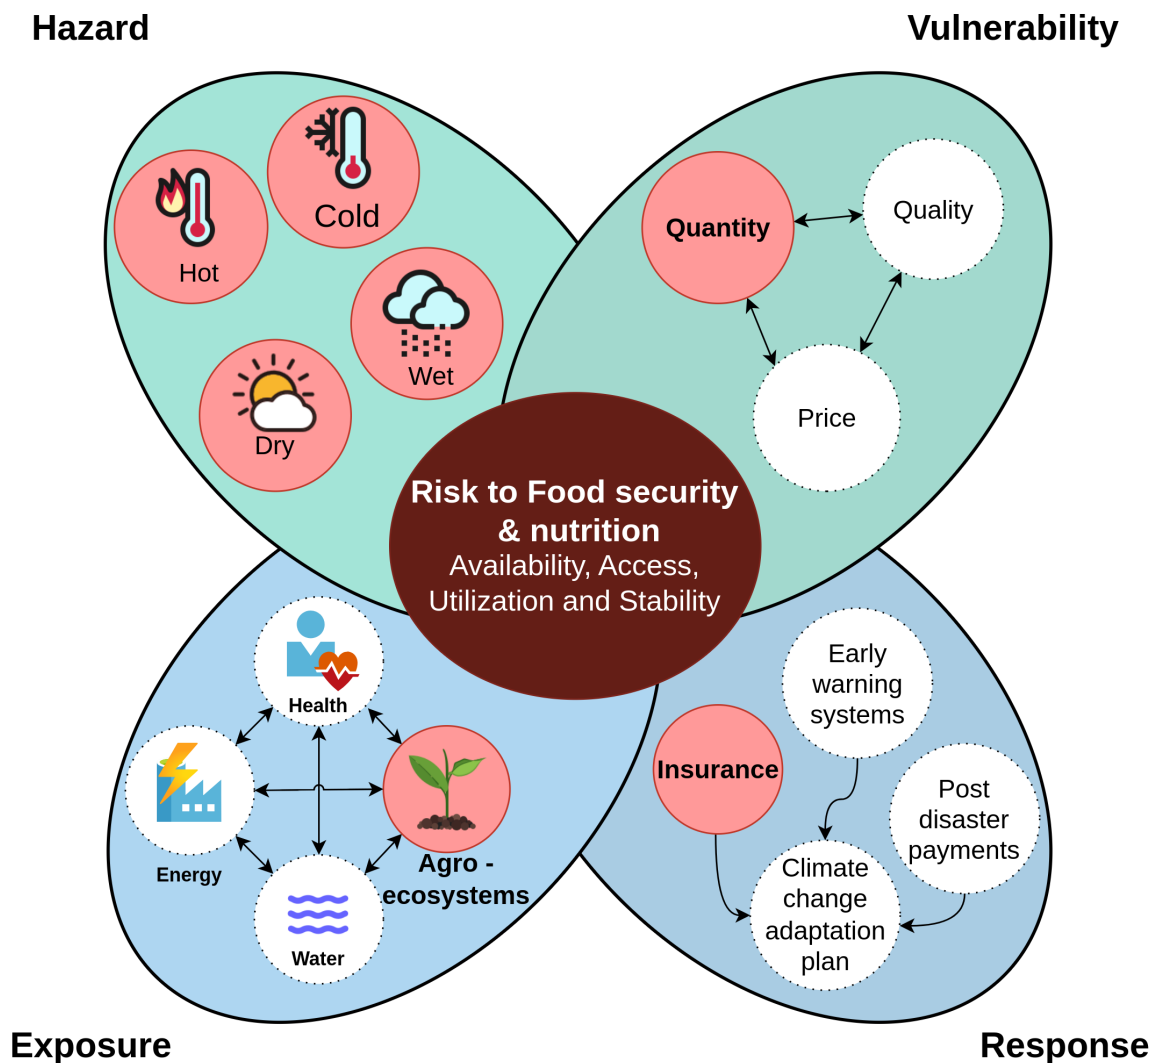 Hazard
Vulnerability
Cold
Hot
Wet
Dry
Quantity
Quality
Price
Risk to Food security
& nutrition
Availability, Access,
Utilization and Stability
Health
Energy
Agro -
ecosystems
Water
Early
warning
systems
Insurance
Post
disaster
payments
Climate
change
adaptation
plan
Exposure
Response